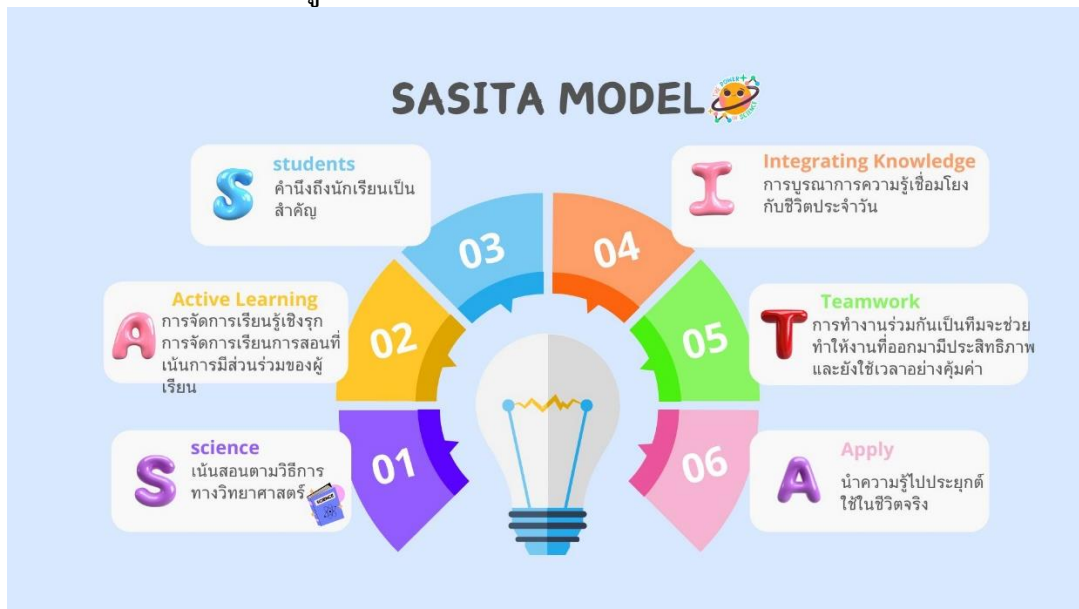 SASITA MODEL
S
students
คำนึงถึงนักเรียนเป็น
สำคัญ
I
Integrating Knowledge
การบูรณาการความรู้เชื่อมโยง
กับชีวิตประจำวัน
03
04
A
Active Learning
การจัดการเรียนรู้เชิงรุก
การจัดการเรียนการสอนที่
เน้นการมีส่วนร่วมของผู้
เรียน
02
05
T
Teamwork
การทำงานร่วมกันเป็นทีมจะช่วย
ทำให้งานที่ออกมามีประสิทธิภาพ
และยังใช้เวลาอย่างคุ้มค่า
S
science
เน้นสอนตามวิธีการ
ทางวิทยาศาสตร์
SCIENCE
01
06
A
Apply
นำความรู้ไปประยุกต์
ใช้ในชีวิตจริง